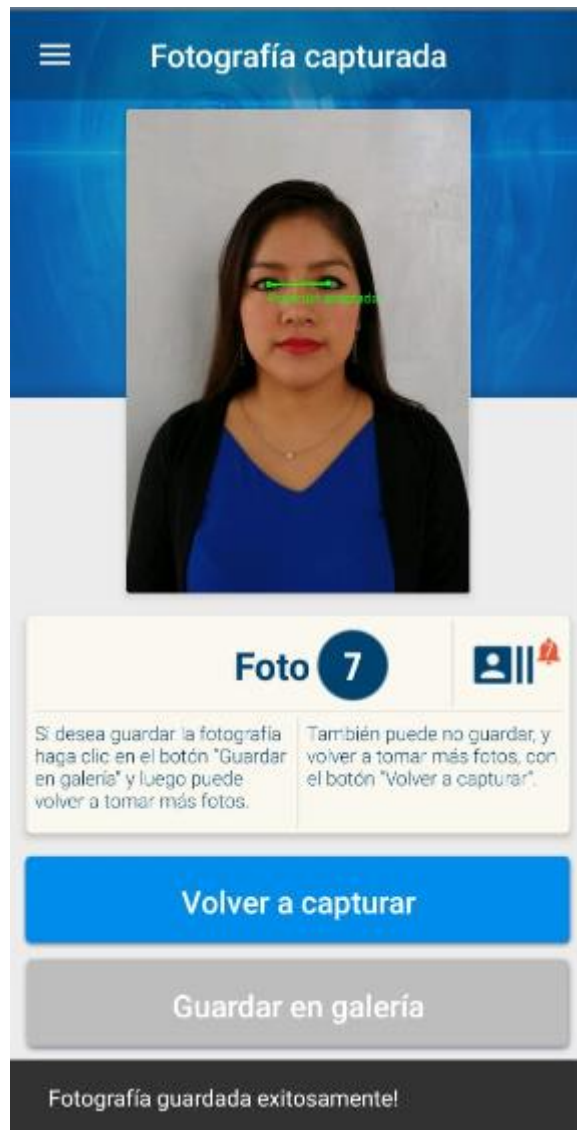 Fotografía capturada
Foto 7
7
Si desea guardar la fotografía
haga clic en el botón "Guardar
en galería" y luego puede
volver a tomar más fotos.
También puede no guardar, y
volver a tomar más fotos, con
el botón "Volver a capturar".
Volver a capturar
Guardar en galería
Fotografía guardada exitosamente!